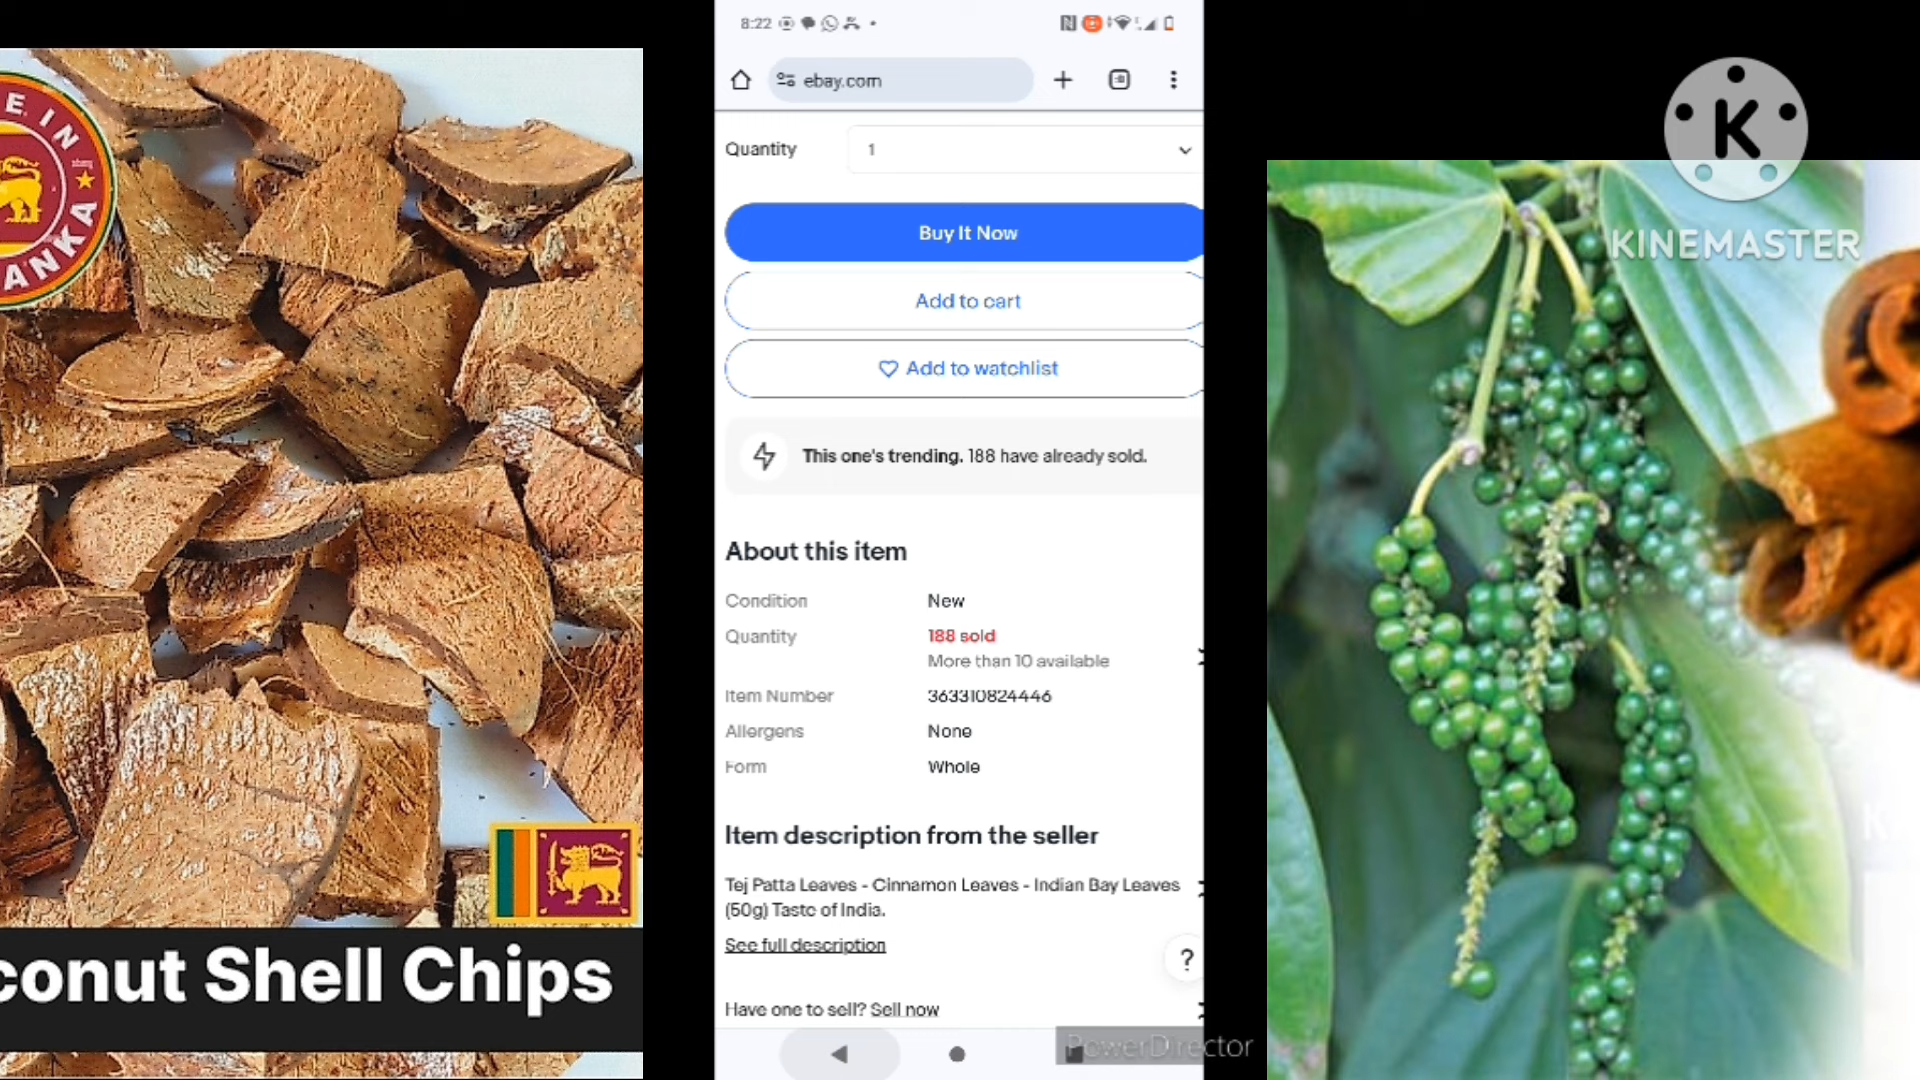 E IN
ANKA
conut Shell Chips
8:22
ebay.com
Quantity 1
Buy It Now
Add to cart
Add to watchlist
This one's trending. 188 have already sold.
About this item
Condition New
Quantity 188 sold
More than 10 available
Item Number 363310824446
Allergens None
Form Whole
Item description from the seller
Tej Patta Leaves - Cinnamon Leaves - Indian Bay Leaves
(50g) Taste of India.
See full description
?
Have one to sell? Sell now
PowerDirector
K
KINEMASTER
K